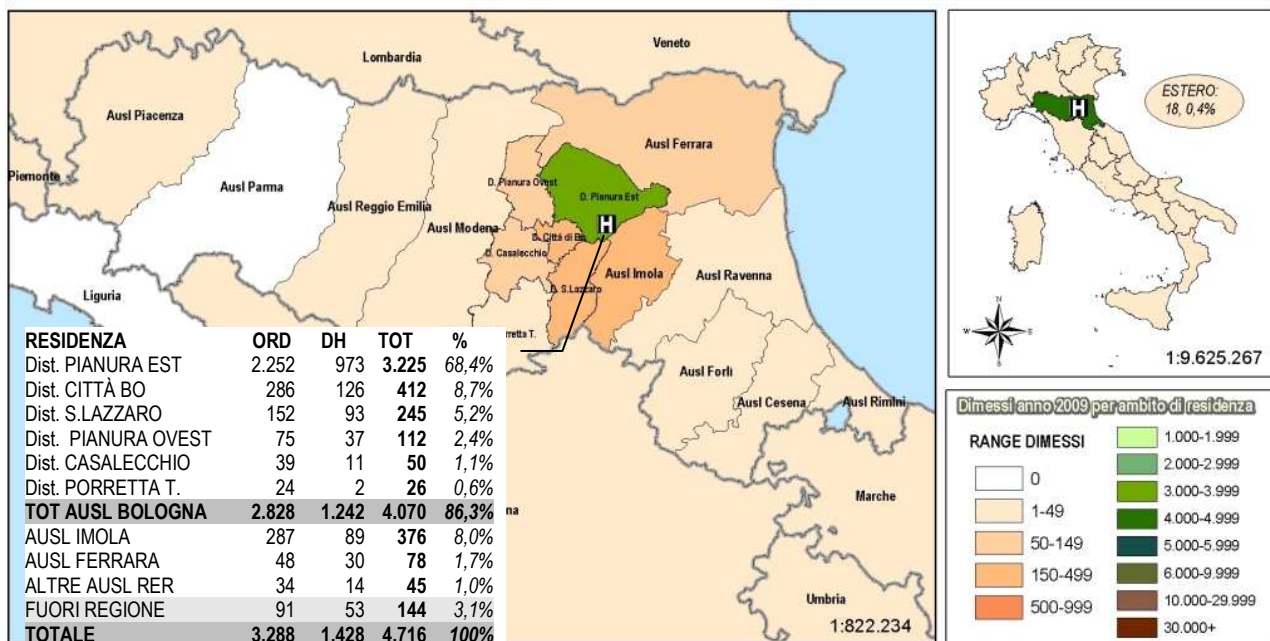 Lombardia
Veneto
Ausl Piacenza
Piemonte
Ausl Parma
Ausl Reggio Emilia
Ausl Modena
Ausl Ferrara
D. Pianura Ovest
D. Pianura Est
H
D. Città di Bo
D. Casalecchio
D. S.Lazzaro
Ausl Imola
Ausl Ravenna
Liguria
rretta T.
Ausl Forlì
Ausl Cesena
Ausl Rimini
Marche
Umbria
1:822.234
na
RESIDENZA ORD DH TOT %
Dist. PIANURA EST 2.252 973 3.225 68,4%
Dist. CITTÀ BO 286 126 412 8,7%
Dist. S.LAZZARO 152 93 245 5,2%
Dist. PIANURA OVEST 75 37 112 2,4%
Dist. CASALECCHIO 39 11 50 1,1%
Dist. PORRETTA T. 24 2 26 0,6%
TOT AUSL BOLOGNA 2.828 1.242 4.070 86,3%
AUSL IMOLA 287 89 376 8,0%
AUSL FERRARA 48 30 78 1,7%
ALTRE AUSL RER 34 14 45 1,0%
FUORI REGIONE 91 53 144 3,1%
TOTALE 3.288 1.428 4.716 100%
H
ESTERO:
18, 0,4%
N
W E
S
1:9.625.267
Dimessi anno 2009 per ambito di residenza
RANGE DIMESSI
0
1-49
50-149
150-499
500-999
1.000-1.999
2.000-2.999
3.000-3.999
4.000-4.999
5.000-5.999
6.000-9.999
10.000-29.999
30.000+